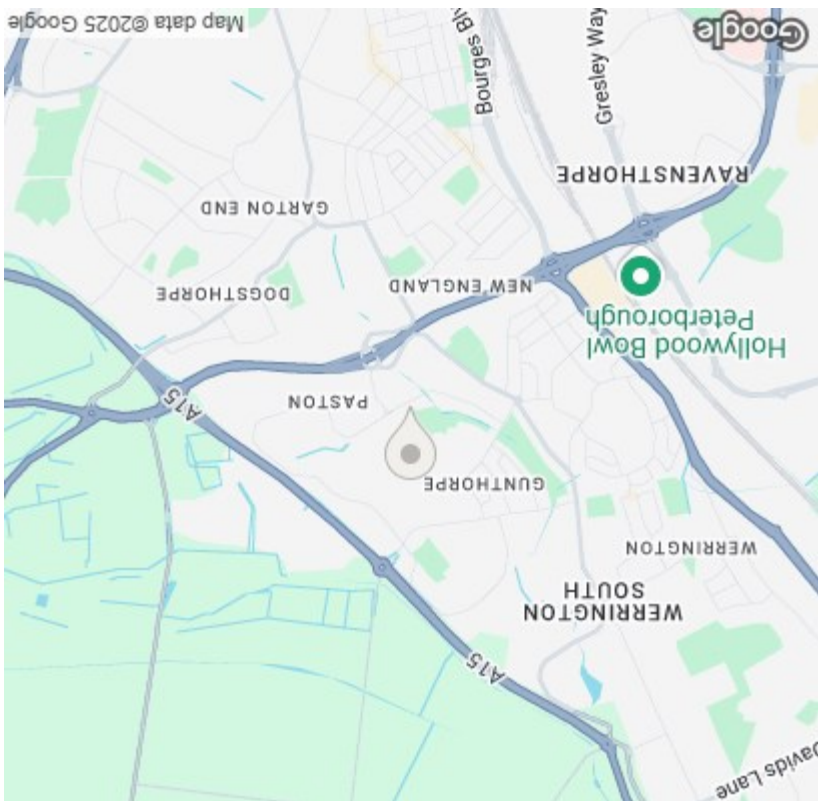 Davids Lane
A15
WERRINGTON
SOUTH
WERRINGTON
GUNTHORPE
Hollywood Bowl
Peterborough
PASTON
A15
NEW ENGLAND
DOGSTHORPE
GARTON END
RAVENSTHORPE
Gresley Way
Bourges Blv
Google
Map data ©2025 Google